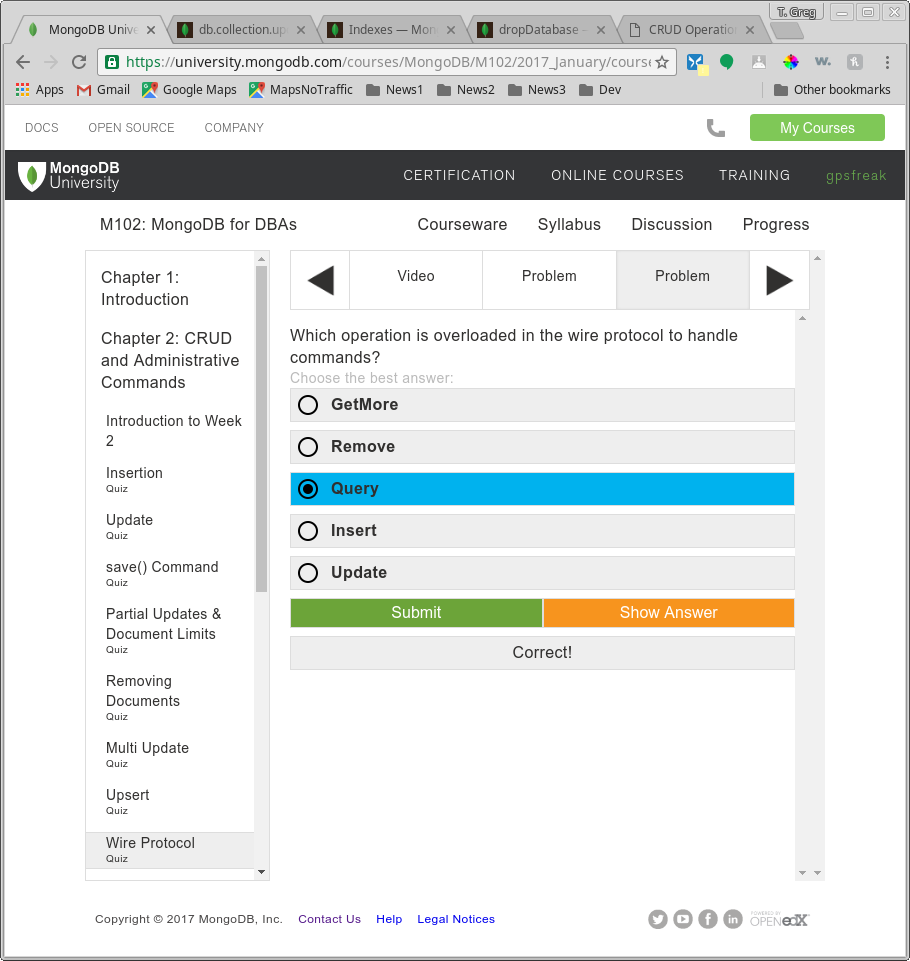 T. Greg
MongoDB Unive
db.collection.up
Indexes — Mon
dropDatabase —
CRUD Operatio
https://university.mongodb.com/courses/MongoDB/M102/2017_January/course
Apps
Gmail
Google Maps
MapsNoTraffic
News1
News2
News3
Dev
Other bookmarks
DOCS
OPEN SOURCE
COMPANY
My Courses
MongoDB
University
CERTIFICATION
ONLINE COURSES
TRAINING
gpsfreak
M102: MongoDB for DBAs
Courseware
Syllabus
Discussion
Progress
Chapter 1:
Introduction
Chapter 2: CRUD
and Administrative
Commands
Introduction to Week
2
Insertion
Quiz
Update
Quiz
save() Command
Quiz
Partial Updates &
Document Limits
Quiz
Removing
Documents
Quiz
Multi Update
Quiz
Upsert
Quiz
Wire Protocol
Quiz
Video
Problem
Problem
Which operation is overloaded in the wire protocol to handle
commands?
Choose the best answer:
GetMore
Remove
Query
Insert
Update
Submit
Show Answer
Correct!
Copyright © 2017 MongoDB, Inc.
Contact Us
Help
Legal Notices
POWERED BY
OPEN edX